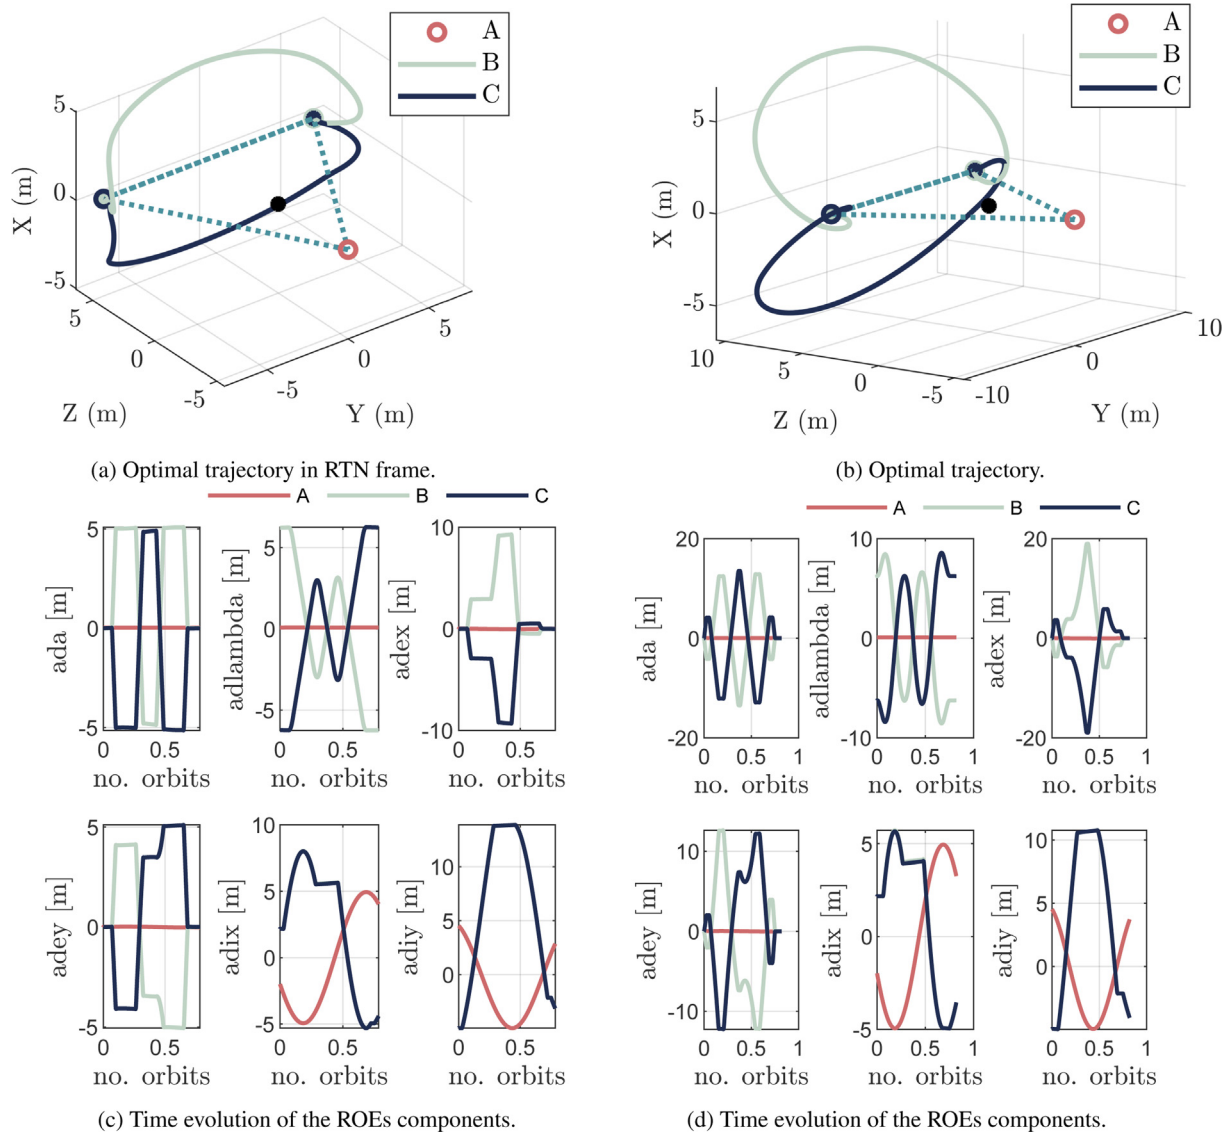 A
B
C
5
0
-5
X (m)
5
0
-5
Z (m)
-5
0
5
Y (m)
(a) Optimal trajectory in RTN frame.
A
B
C
5
0
-5
X (m)
10
5
0
-5
Z (m)
-10
0
10
Y (m)
(b) Optimal trajectory.
A B C
5
0
-5
ada [m]
0 0.5
no. orbits
5
0
-5
adlambda [m]
0 0.5
no. orbits
10
0
-10
adex [m]
0 0.5
no. orbits
5
0
-5
adey [m]
0 0.5
no. orbits
10
5
0
-5
adix [m]
0 0.5
no. orbits
10
5
0
adiy [m]
0 0.5
no. orbits
(c) Time evolution of the ROEs components.
A B C
20
0
-20
ada [m]
0 0.5 1
no. orbits
10
0
-10
adlambda [m]
0 0.5 1
no. orbits
20
0
-20
adex [m]
0 0.5 1
no. orbits
10
0
-10
adey [m]
0 0.5 1
no. orbits
5
0
-5
adix [m]
0 0.5 1
no. orbits
10
5
0
adiy [m]
0 0.5 1
no. orbits
(d) Time evolution of the ROEs components.